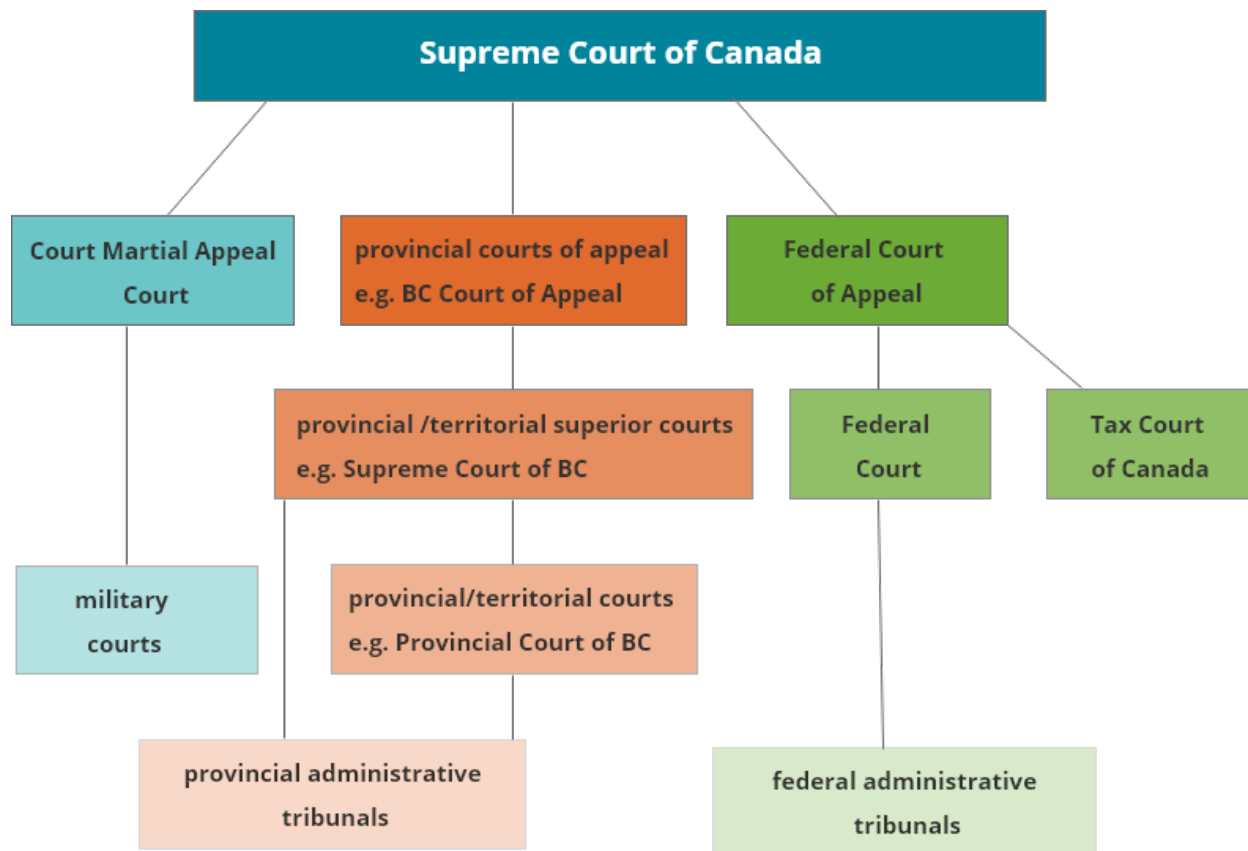 Supreme Court of Canada
Court Martial Appeal
Court
provincial courts of appeal
e.g. BC Court of Appeal
Federal Court
of Appeal
provincial /territorial superior courts
e.g. Supreme Court of BC
Federal
Court
Tax Court
of Canada
military
courts
provincial/territorial courts
e.g. Provincial Court of BC
provincial administrative
tribunals
federal administrative
tribunals